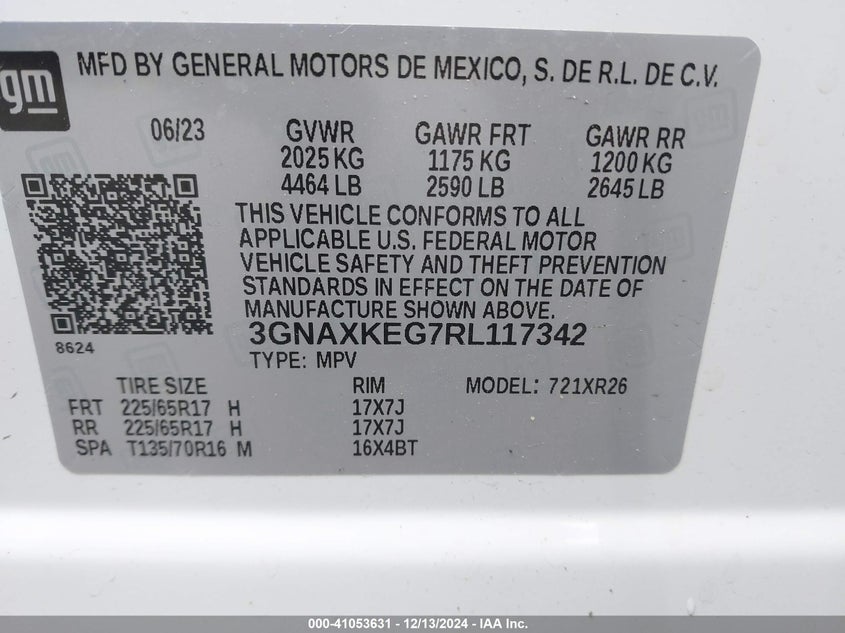 gm
MFD BY GENERAL MOTORS DE MEXICO, S. DE R.L. DE C.V.
06/23 GVWR GAWR FRT GAWR RR
2025 KG 1175 KG 1200 KG
4464 LB 2590 LB 2645 LB
THIS VEHICLE CONFORMS TO ALL
APPLICABLE U.S. FEDERAL MOTOR
VEHICLE SAFETY AND THEFT PREVENTION
STANDARDS IN EFFECT ON THE DATE OF
MANUFACTURE SHOWN ABOVE.
8624
3GNAXKEG7RL117342
TYPE: MPV
TIRE SIZE RIM MODEL: 721XR26
FRT 225/65R17 H 17X7J
RR 225/65R17 H 17X7J
SPA T135/70R16 M 16X4BT
000-41053631 - 12/13/2024 - IAA Inc.